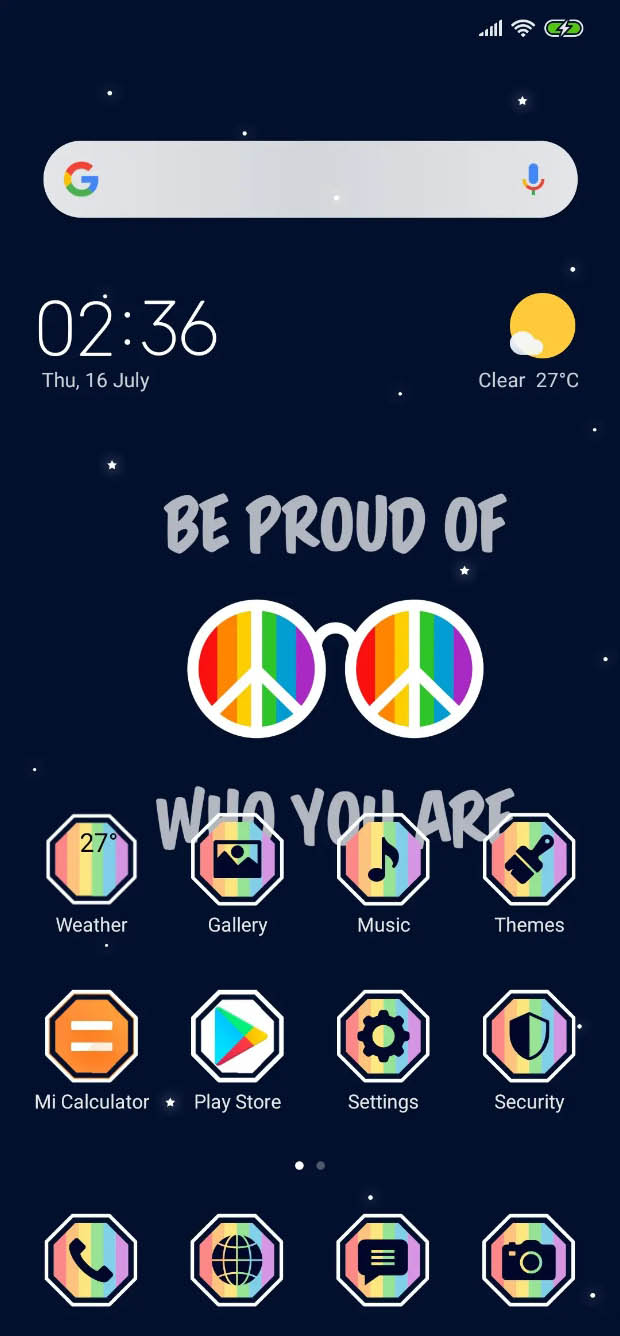 02:36
Thu, 16 July
Clear 27°C
BE PROUD OF
WHO YOU ARE
27°
Weather
Gallery
Music
Themes
Mi Calculator
Play Store
Settings
Security